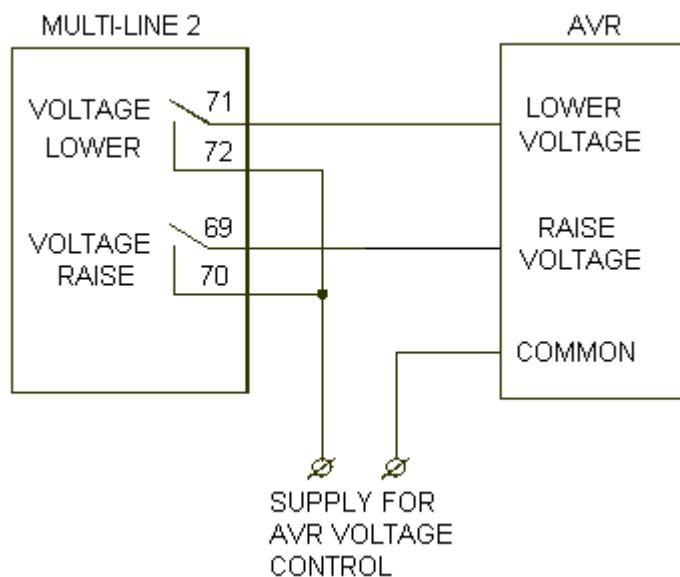 MULTI-LINE 2
AVR
VOLTAGE
LOWER
71
72
LOWER
VOLTAGE
VOLTAGE
RAISE
69
70
RAISE
VOLTAGE
COMMON
SUPPLY FOR
AVR VOLTAGE
CONTROL